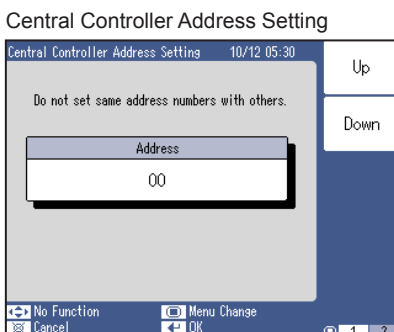 Central Controller Address Setting
Central Controller Address Setting 10/12 05:30
Up
Do not set same address numbers with others.
Down
Address
00
No Function Menu Change
Cancel OK 1 2